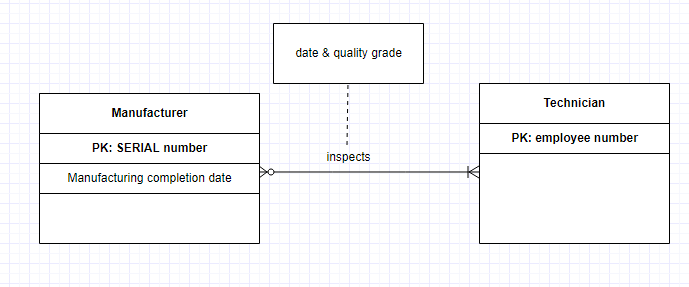 date & quality grade
Manufacturer
PK: SERIAL number
Manufacturing completion date
inspects
Technician
PK: employee number